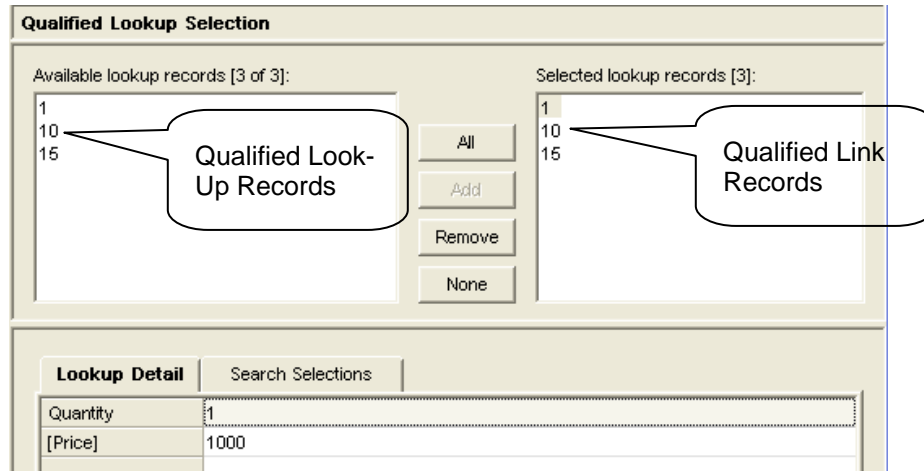 Qualified Lookup Selection
Available lookup records [3 of 3]:
1
10
15
Qualified Look-
Up Records
All
Add
Remove
None
Selected lookup records [3]:
1
10
15
Qualified Link
Records
Lookup Detail
Search Selections
Quantity 1
[Price] 1000